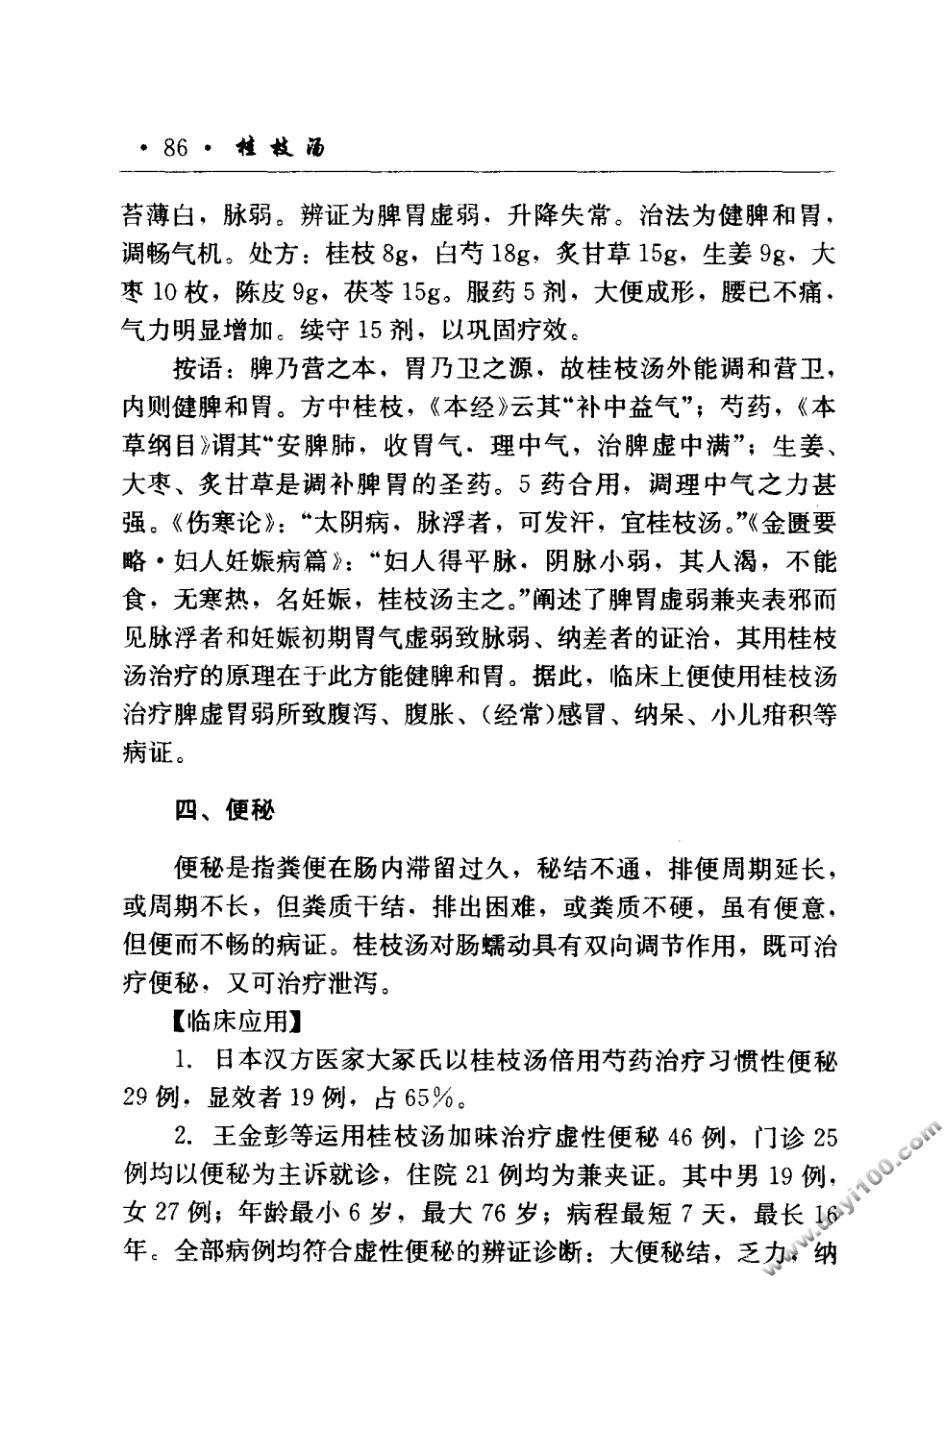 · 86 · 桂枝汤
苔薄白，脉弱。辨证为脾胃虚弱，升降失常。治法为健脾和胃，
调畅气机。处方：桂枝 8g，白芍 18g，炙甘草 15g，生姜 9g，大
枣 10 枚，陈皮 9g，茯苓 15g。服药 5 剂，大便成形，腰已不痛，
气力明显增加。续守 15 剂，以巩固疗效。
按语：脾乃营之本，胃乃卫之源，故桂枝汤外能调和营卫，
内则健脾和胃。方中桂枝，《本经》云其“补中益气”；芍药，《本
草纲目》谓其“安脾肺，收胃气，理中气，治脾虚中满”；生姜、
大枣、炙甘草是调补脾胃的圣药。5 药合用，调理中气之力甚
强。《伤寒论》：“太阴病，脉浮者，可发汗，宜桂枝汤。”《金匮要
略·妇人妊娠病篇》：“妇人得平脉，阴脉小弱，其人渴，不能
食，无寒热，名妊娠，桂枝汤主之。”阐述了脾胃虚弱兼夹表邪而
见脉浮者和妊娠初期胃气虚弱致脉弱、纳差者的证治，其用桂枝
汤治疗的原理在于此方能健脾和胃。据此，临床上便使用桂枝汤
治疗脾虚胃弱所致腹泻、腹胀、（经常）感冒、纳呆、小儿疳积等
病证。
四、便秘
便秘是指粪便在肠内滞留过久，秘结不通，排便周期延长，
或周期不长，但粪质干结，排出困难，或粪质不硬，虽有便意，
但便而不畅的病证。桂枝汤对肠蠕动具有双向调节作用，既可治
疗便秘，又可治疗泄泻。
【临床应用】
1. 日本汉方医家大冢氏以桂枝汤倍用芍药治疗习惯性便秘
29 例，显效者 19 例，占 65%。
2. 王金彭等运用桂枝汤加味治疗虚性便秘 46 例，门诊 25
例均以便秘为主诉就诊，住院 21 例均为兼夹证。其中男 19 例，
女 27 例；年龄最小 6 岁，最大 76 岁；病程最短 7 天，最长 16
年。全部病例均符合虚性便秘的辨证诊断：大便秘结，乏力，纳